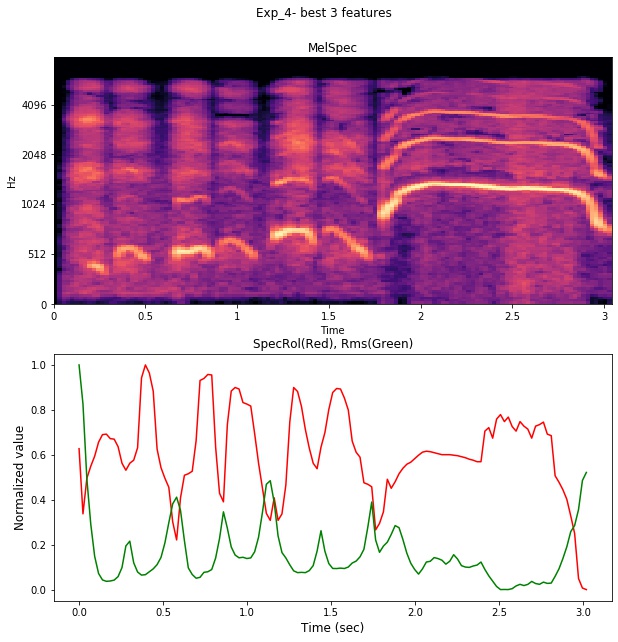 Exp_4- best 3 features
MelSpec
Hz
4096
2048
1024
512
0
0 0.5 1 1.5 2 2.5 3
Time
SpecRol(Red), Rms(Green)
Normalized value
1.0
0.8
0.6
0.4
0.2
0.0
0.0 0.5 1.0 1.5 2.0 2.5 3.0
Time (sec)